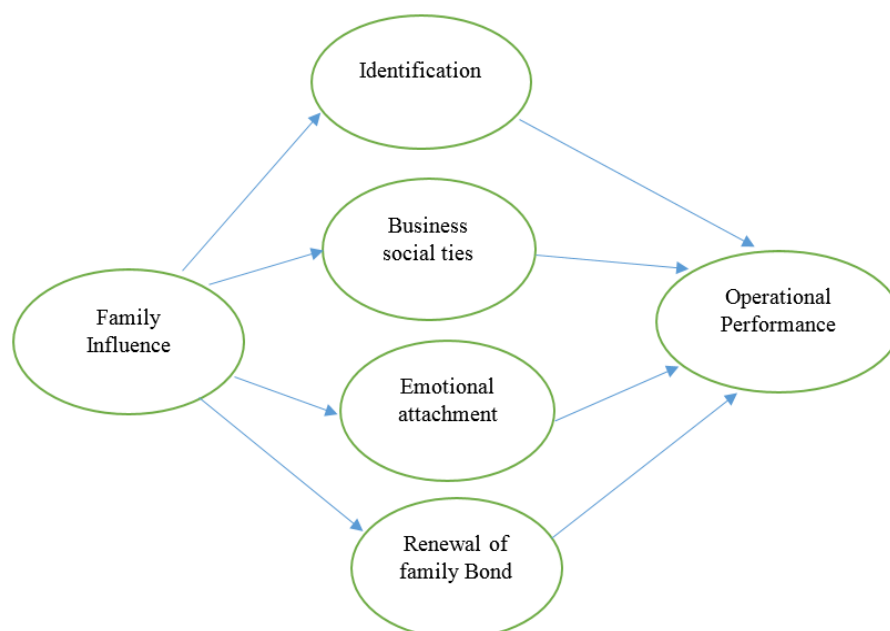 Identification
Business
social ties
Family
Influence
Operational
Performance
Emotional
attachment
Renewal of
family Bond